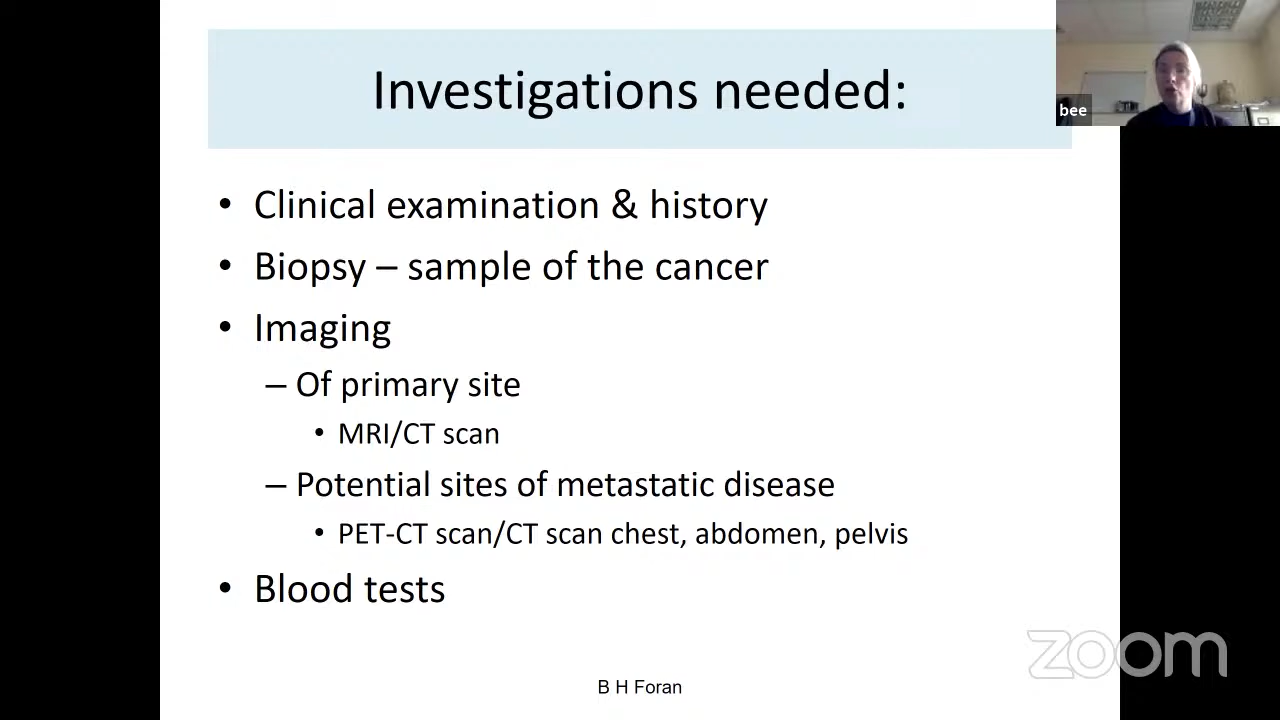 Investigations needed:
bee
• Clinical examination & history
• Biopsy – sample of the cancer
• Imaging
– Of primary site
• MRI/CT scan
– Potential sites of metastatic disease
• PET-CT scan/CT scan chest, abdomen, pelvis
• Blood tests
zoom
B H Foran